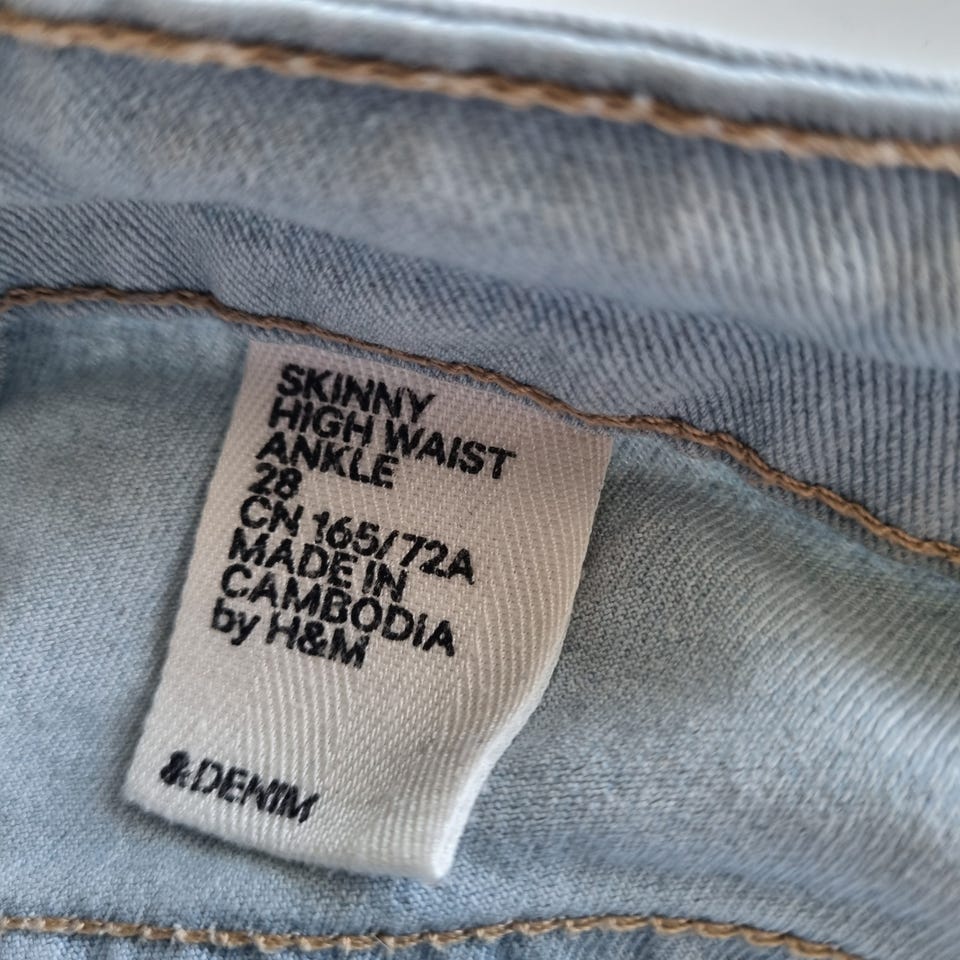 SKINNY
HIGH WAIST
ANKLE
28
CN 165/72A
MADE IN
CAMBODIA
by H&M
&DENIM